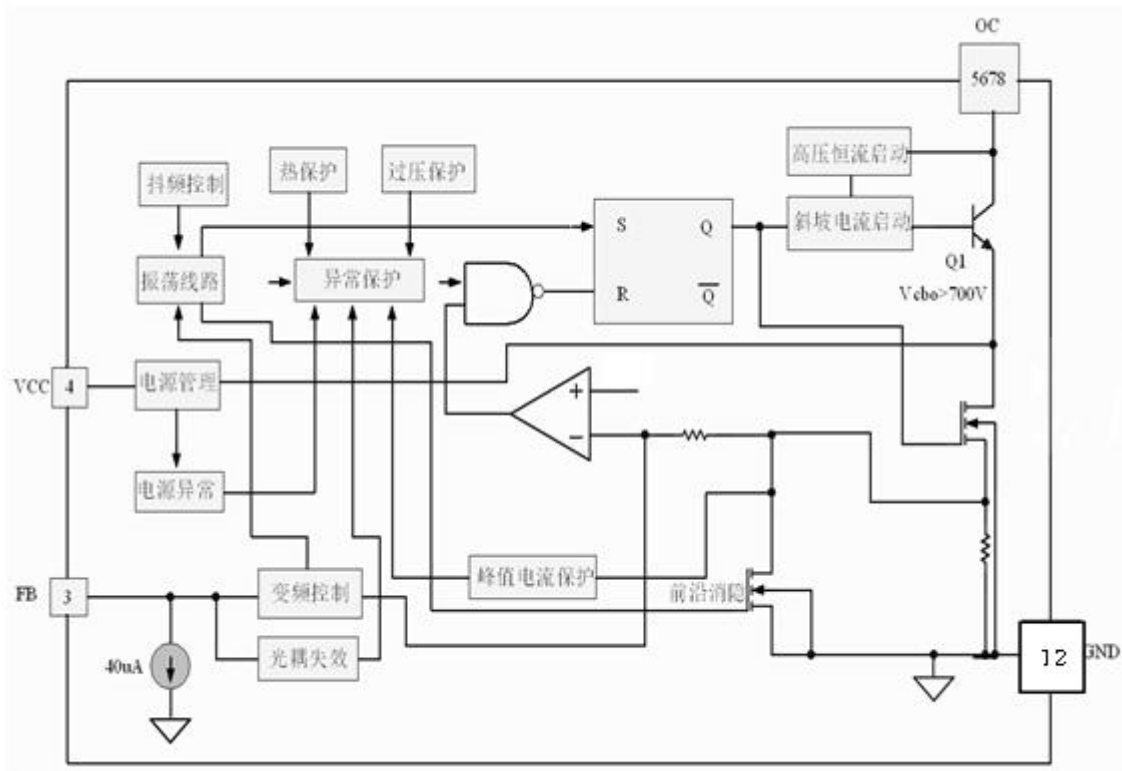 OC
5678
高压恒流启动
热保护
过压保护
抖频控制
S
Q
斜坡电流启动
振荡线路
异常保护
Q1
R
Q
Vcbo>700V
VCC
4
电源管理
+
−
电源异常
FB
3
变频控制
峰值电流保护
前沿消隐
40uA
光耦失效
12
GND